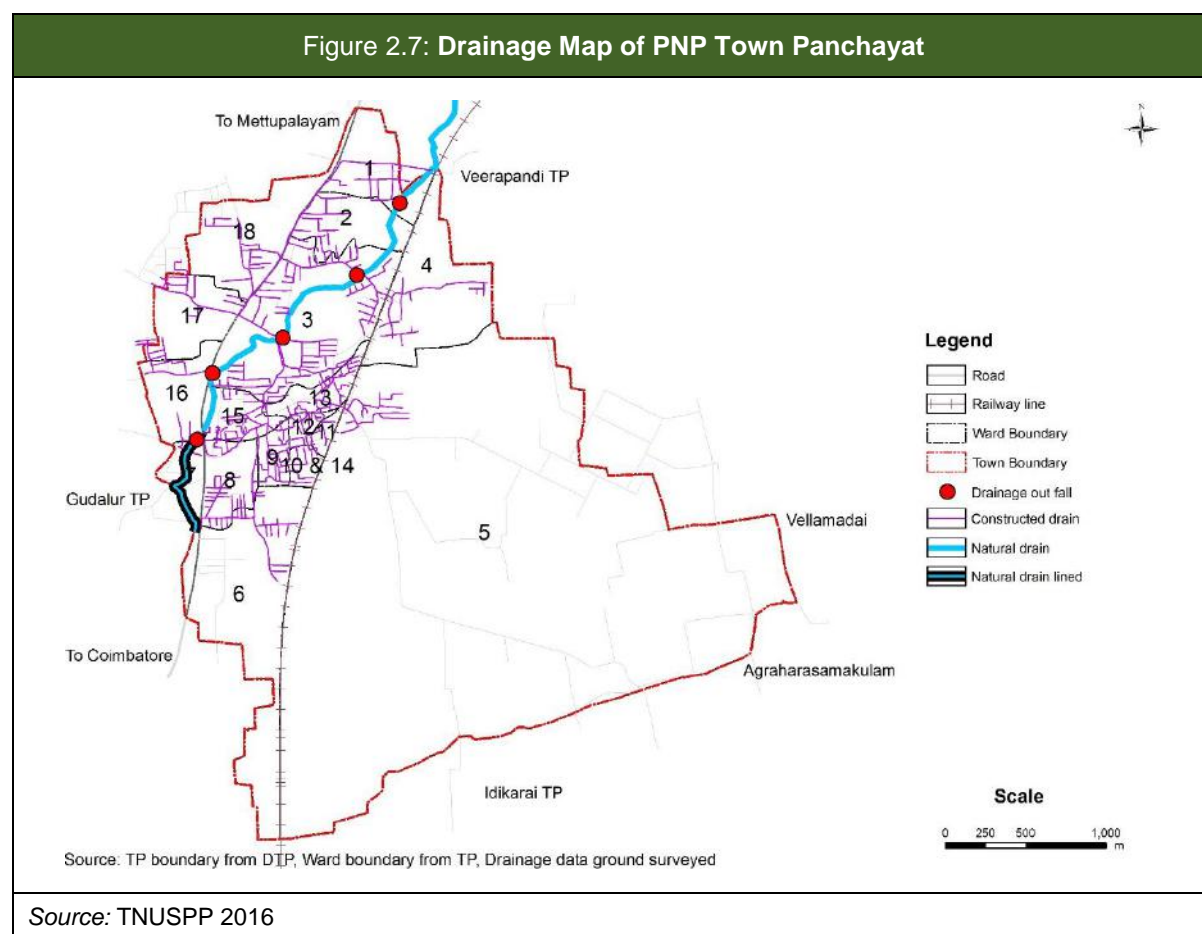 Figure 2.7: Drainage Map of PNP Town Panchayat
To Mettupalayam
Veerapandi TP
1
2
18
4
3
17
16
15
13
12
11
9
10 & 14
8
Gudalur TP
5
6
Vellamadai
To Coimbatore
Agraharasamakulam
Idikarai TP
Legend
Road
Railway line
Ward Boundary
Town Boundary
Drainage out fall
Constructed drain
Natural drain
Natural drain lined
Scale
0 250 500 1,000
m
Source: TP boundary from DTP, Ward boundary from TP, Drainage data ground surveyed
Source: TNUSPP 2016